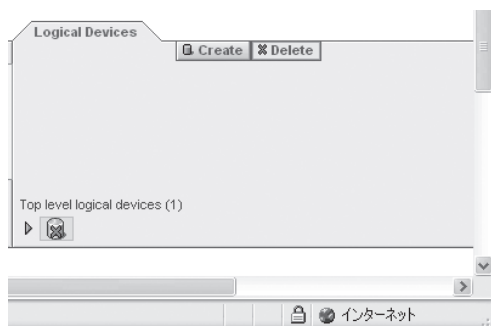 Logical Devices
Create Delete
Top level logical devices (1)
インターネット